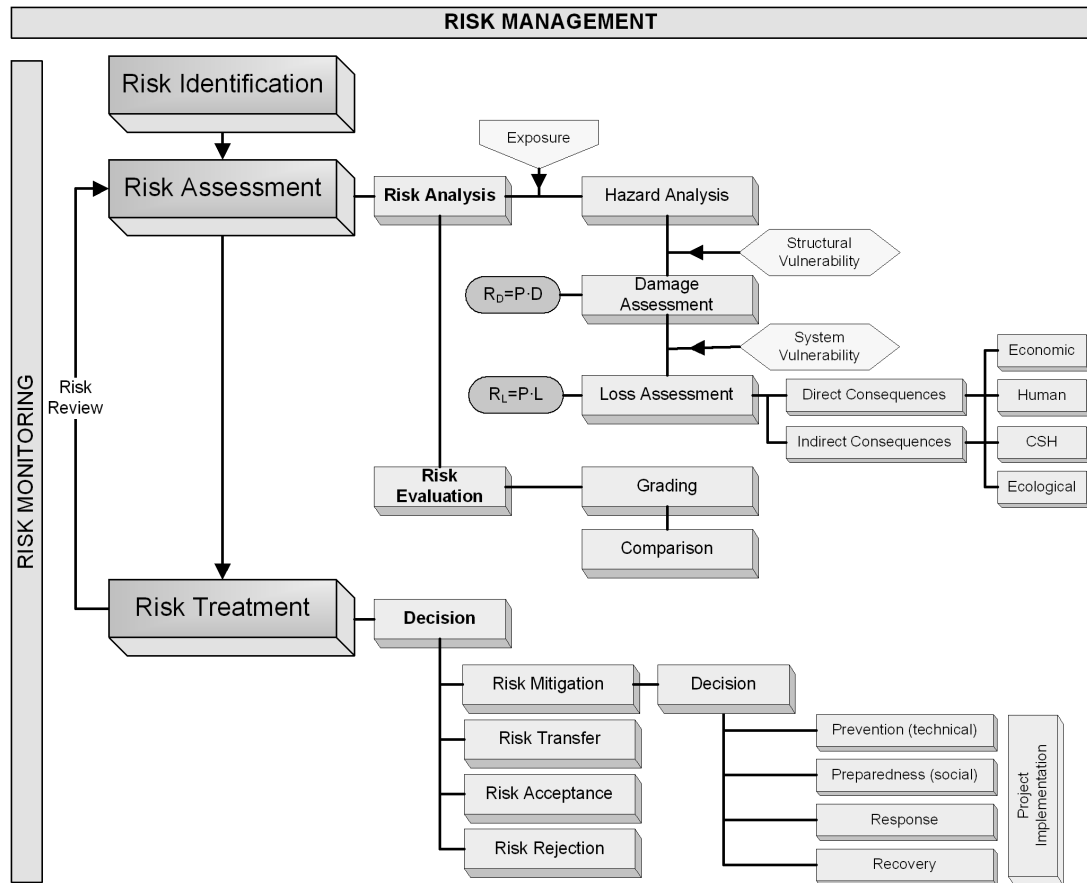 RISK MANAGEMENT
RISK MONITORING
Risk Identification
Risk Assessment
Risk Analysis
Exposure
Hazard Analysis
Structural
Vulnerability
Damage
Assessment
R_D=P·D
System
Vulnerability
Loss Assessment
R_L=P·L
Direct Consequences
Indirect Consequences
Economic
Human
CSH
Ecological
Risk
Review
Risk
Evaluation
Grading
Comparison
Risk Treatment
Decision
Risk Mitigation
Decision
Risk Transfer
Risk Acceptance
Risk Rejection
Prevention (technical)
Preparedness (social)
Response
Recovery
Project
Implementation